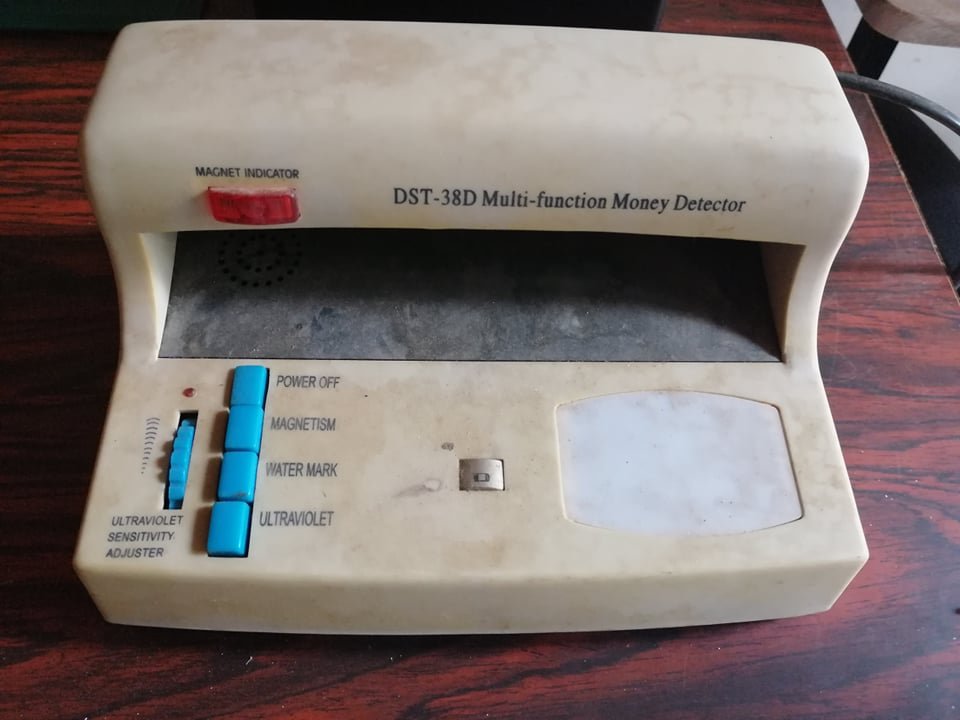 MAGNET INDICATOR
DST-38D Multi-function Money Detector
POWER OFF
MAGNETISM
WATER MARK
ULTRAVIOLET
ULTRAVIOLET
SENSITIVITY
ADJUSTER